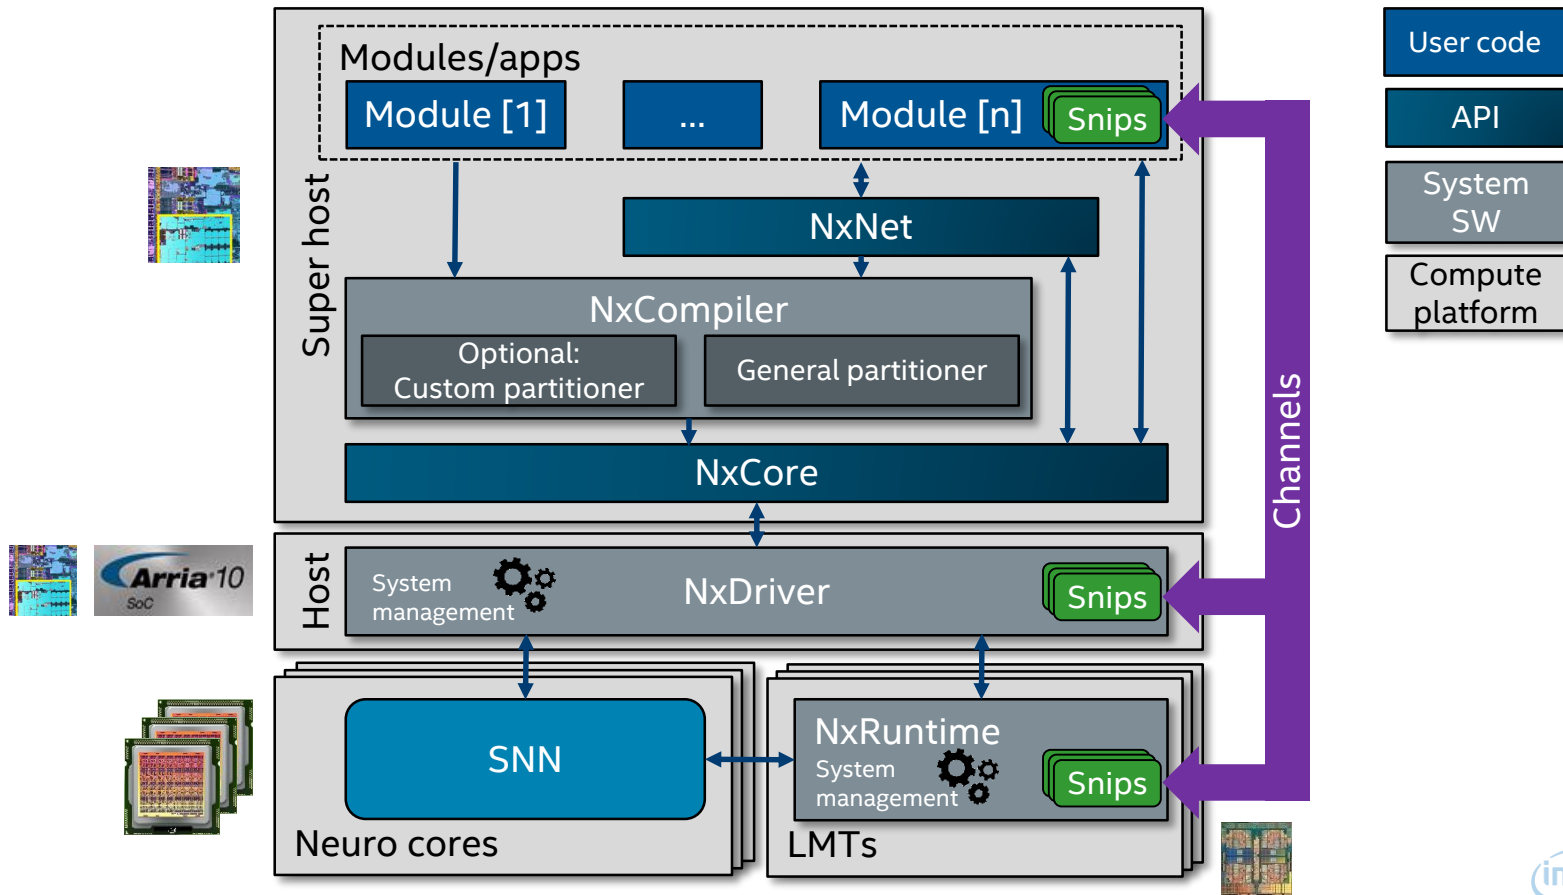 Modules/apps
Module [1]
...
Module [n]
Snips
Super host
NxNet
NxCompiler
Optional:
Custom partitioner
General partitioner
NxCore
Host
System
management
NxDriver
Snips
SNN
Neuro cores
NxRuntime
System
management
Snips
LMTs
Channels
User code
API
System
SW
Compute
platform
Arria 10
SoC